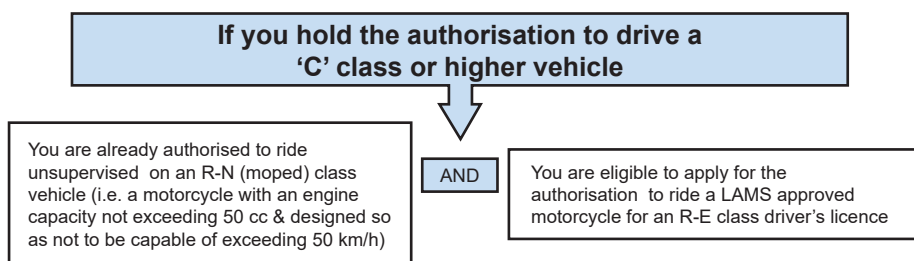 If you hold the authorisation to drive a
‘C’ class or higher vehicle
You are already authorised to ride
unsupervised on an R-N (moped) class
vehicle (i.e. a motorcycle with an engine
capacity not exceeding 50 cc & designed so
as not to be capable of exceeding 50 km/h)
AND
You are eligible to apply for the
authorisation to ride a LAMS approved
motorcycle for an R-E class driver’s licence